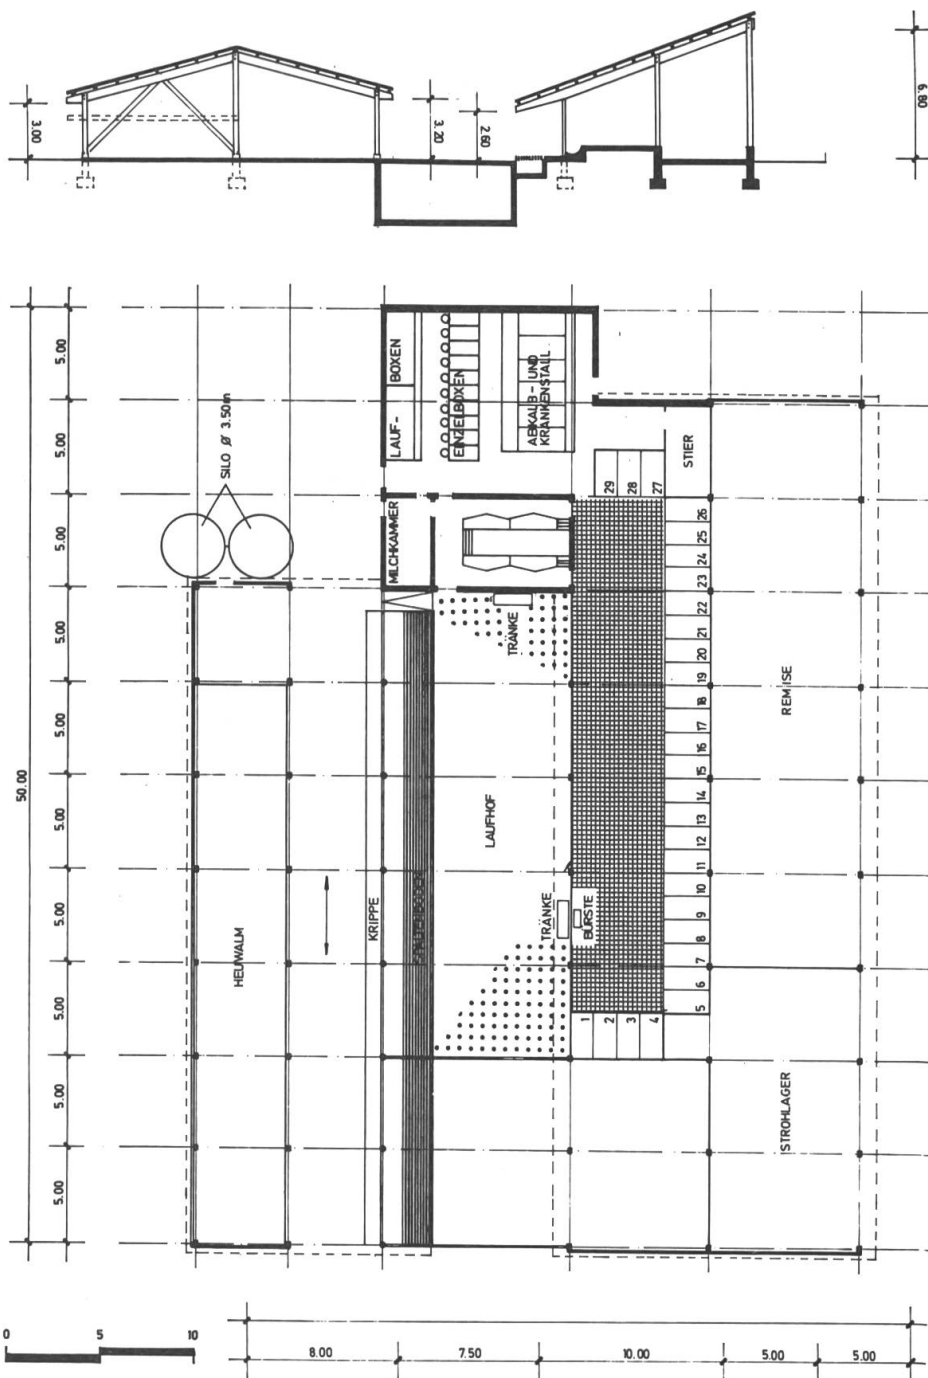 3.00
3.20
2.60
6.80
50.00
5.00
5.00
5.00
5.00
5.00
5.00
5.00
5.00
5.00
5.00
SILO Ø 3.50m
LAUF- BOXEN
EINZELBOXEN
ABKALB- UND
KRANKENSTALL
MILCHKAMMER
STIER
29
28
27
26
25
24
23
22
21
20
19
18
17
16
15
14
13
12
11
10
9
8
7
6
5
1
2
3
4
TRÄNKE
REMISE
LAUFHOF
KRIPPE
SPALTENBODEN
TRÄNKE
BÜRSTE
HEUWALM
STROHLAGER
0 5 10
8.00 7.50 10.00 5.00 5.00